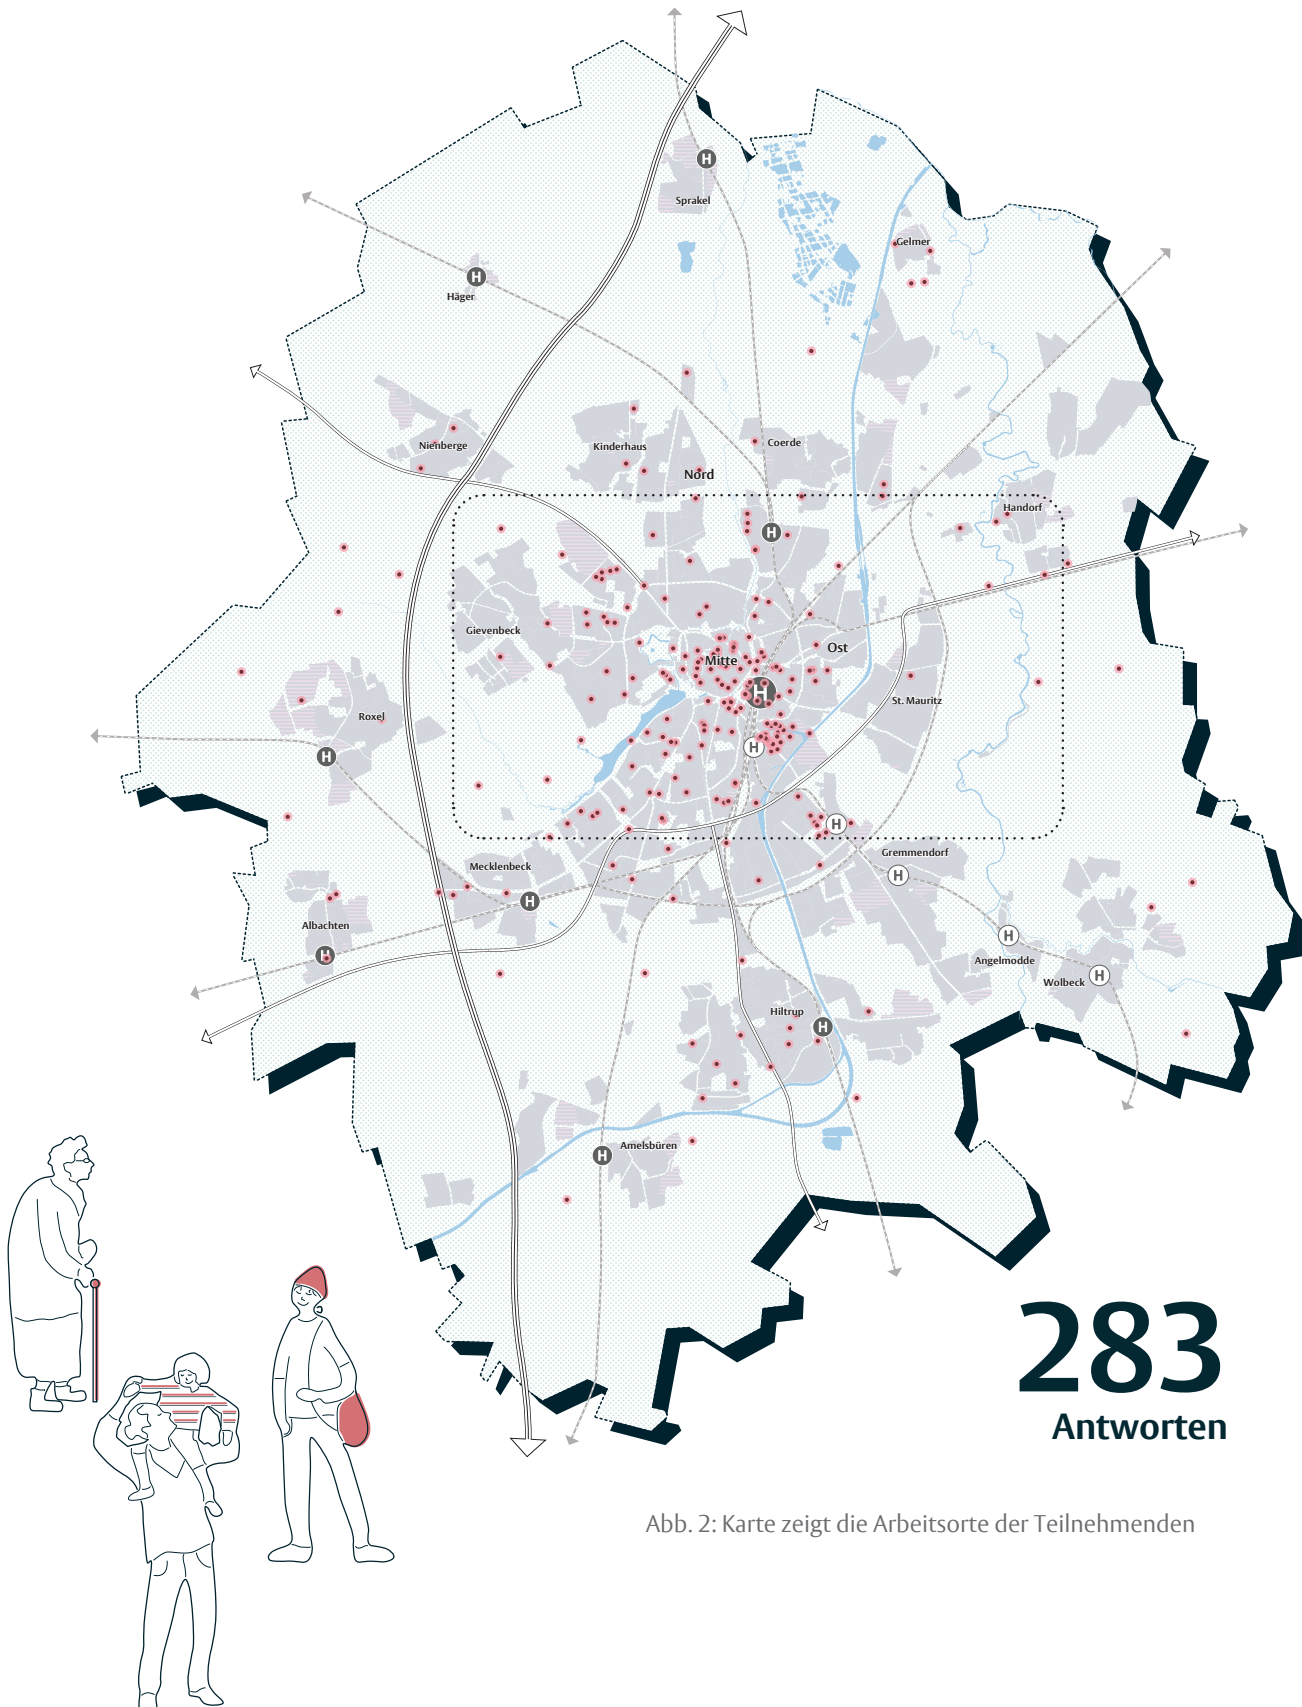 H
Sprakel
Gelmer
H
Häger
Nienberge
Kinderhaus
Coerde
Nord
Handorf
H
Gievenbeck
Mitte
Ost
H
St. Mauritz
Roxel
H
H
H
Gremmendorf
Mecklenbeck
H
H
Albachten
H
H
Angelmodde
Wolbeck
H
Hiltrup
H
Amelsbüren
H
283
Antworten
Abb. 2: Karte zeigt die Arbeitsorte der Teilnehmenden